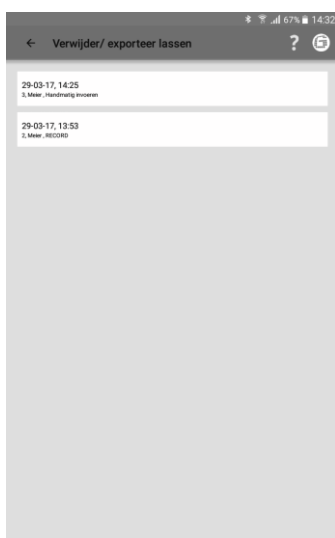 67% 14:32
Verwijder/ exporteer lassen ?
29-03-17, 14:25
3, Meier, Handmatig invoeren
29-03-17, 13:53
2, Meier, RECORD